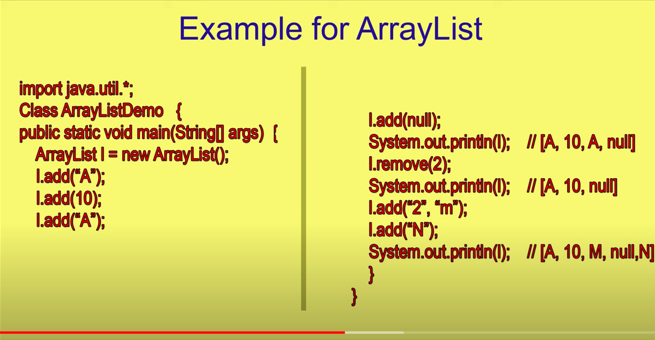 Example for ArrayList
import java.util.*;
Class ArrayListDemo {
public static void main(String[] args) {
ArrayList l = new ArrayList();
l.add(“A”);
l.add(10);
l.add(“A”);
l.add(null);
System.out.println(l); // [A, 10, A, null]
l.remove(2);
System.out.println(l); // [A, 10, null]
l.add(“2”, “m”);
l.add(“N”);
System.out.println(l); // [A, 10, M, null,N]
}
}